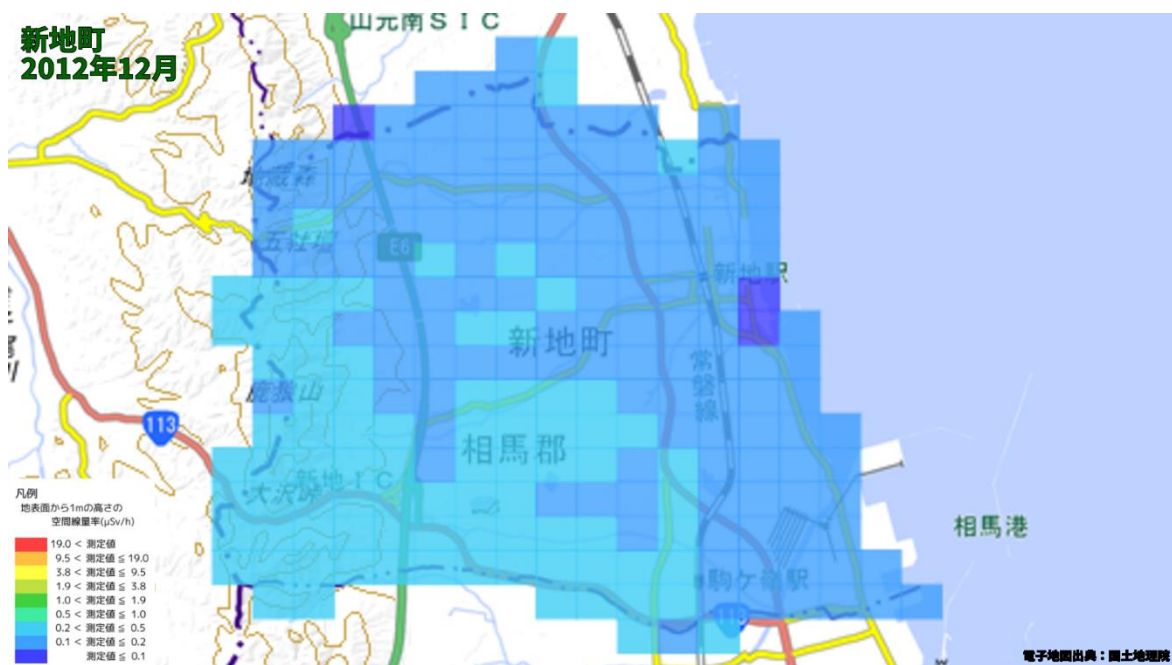 新地町
2012年12月
山元南SIC
地蔵森
五社壇
E6
新地駅
新地町
常磐線
鹿狼山
113
相馬郡
新地IC
大沢峠
相馬港
駒ケ嶺駅
凡例
地表面から1mの高さの
空間線量率(μSv/h)
19.0 < 測定値
9.5 < 測定値 ≤ 19.0
3.8 < 測定値 ≤ 9.5
1.9 < 測定値 ≤ 3.8
1.0 < 測定値 ≤ 1.9
0.5 < 測定値 ≤ 1.0
0.2 < 測定値 ≤ 0.5
0.1 < 測定値 ≤ 0.2
測定値 ≤ 0.1
電子地図出典：国土地理院